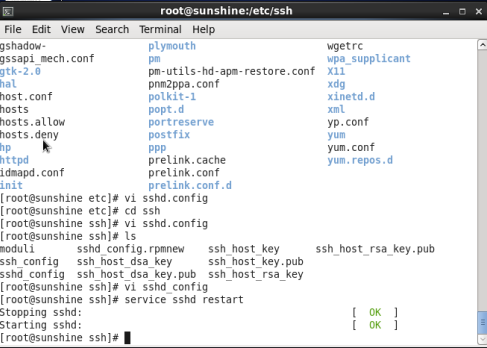 root@sunshine:/etc/ssh
File Edit View Search Terminal Help
gshadow- plymouth wgetrc
gssapi_mech.conf pm wpa_supplicant
gtk-2.0 pm-utils-hd-apm-restore.conf X11
hal pnm2ppa.conf xdg
host.conf polkit-1 xinetd.d
hosts popt.d xml
hosts.allow portreserve yp.conf
hosts.deny postfix yum
hp ppp yum.conf
httpd prelink.cache yum.repos.d
idmapd.conf prelink.conf
init prelink.conf.d
[root@sunshine etc]# vi sshd.config
[root@sunshine etc]# cd ssh
[root@sunshine ssh]# vi sshd.config
[root@sunshine ssh]# ls
moduli sshd_config.rpmnew ssh_host_key ssh_host_rsa_key.pub
ssh_config ssh_host_dsa_key ssh_host_key.pub
sshd_config ssh_host_dsa_key.pub ssh_host_rsa_key
[root@sunshine ssh]# vi sshd_config
[root@sunshine ssh]# service sshd restart
Stopping sshd: [ OK ]
Starting sshd: [ OK ]
[root@sunshine ssh]#